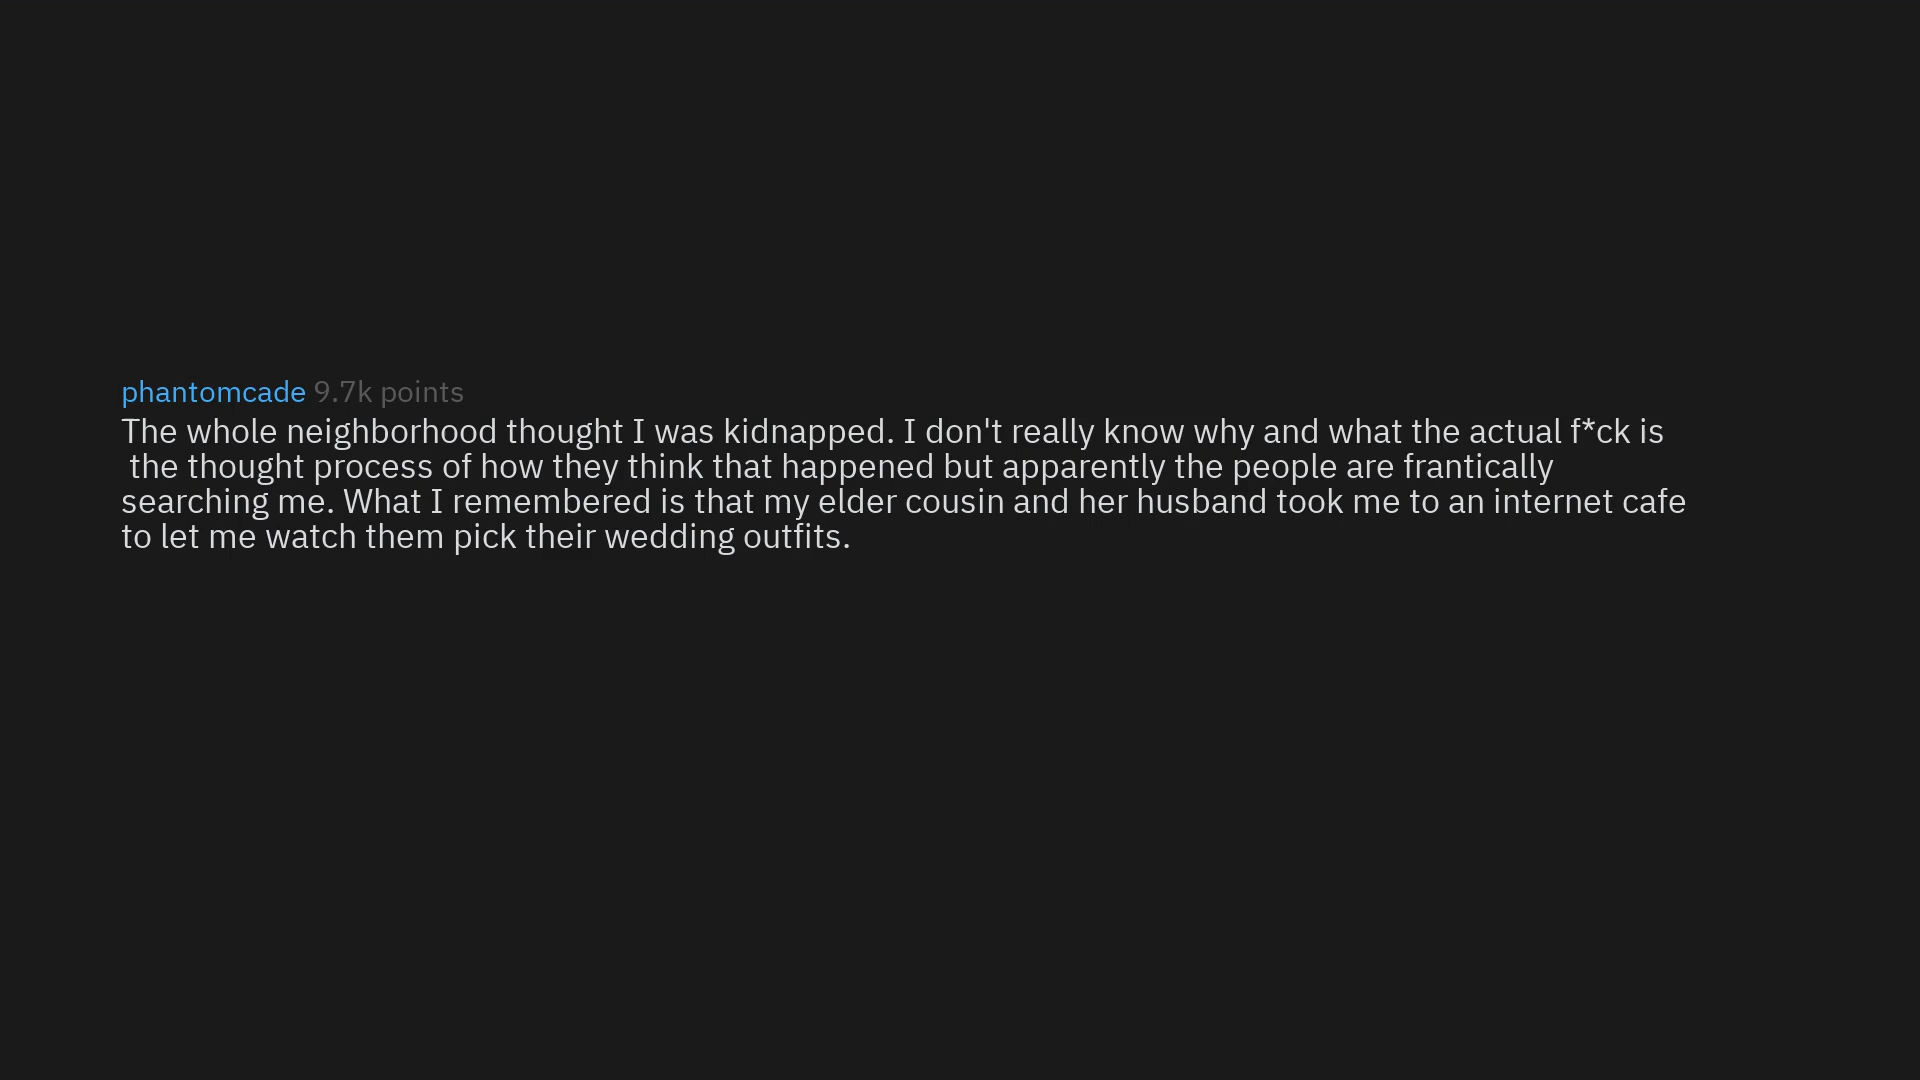 phantomcade 9.7k points
The whole neighborhood thought I was kidnapped. I don't really know why and what the actual f*ck is
the thought process of how they think that happened but apparently the people are frantically
searching me. What I remembered is that my elder cousin and her husband took me to an internet cafe
to let me watch them pick their wedding outfits.